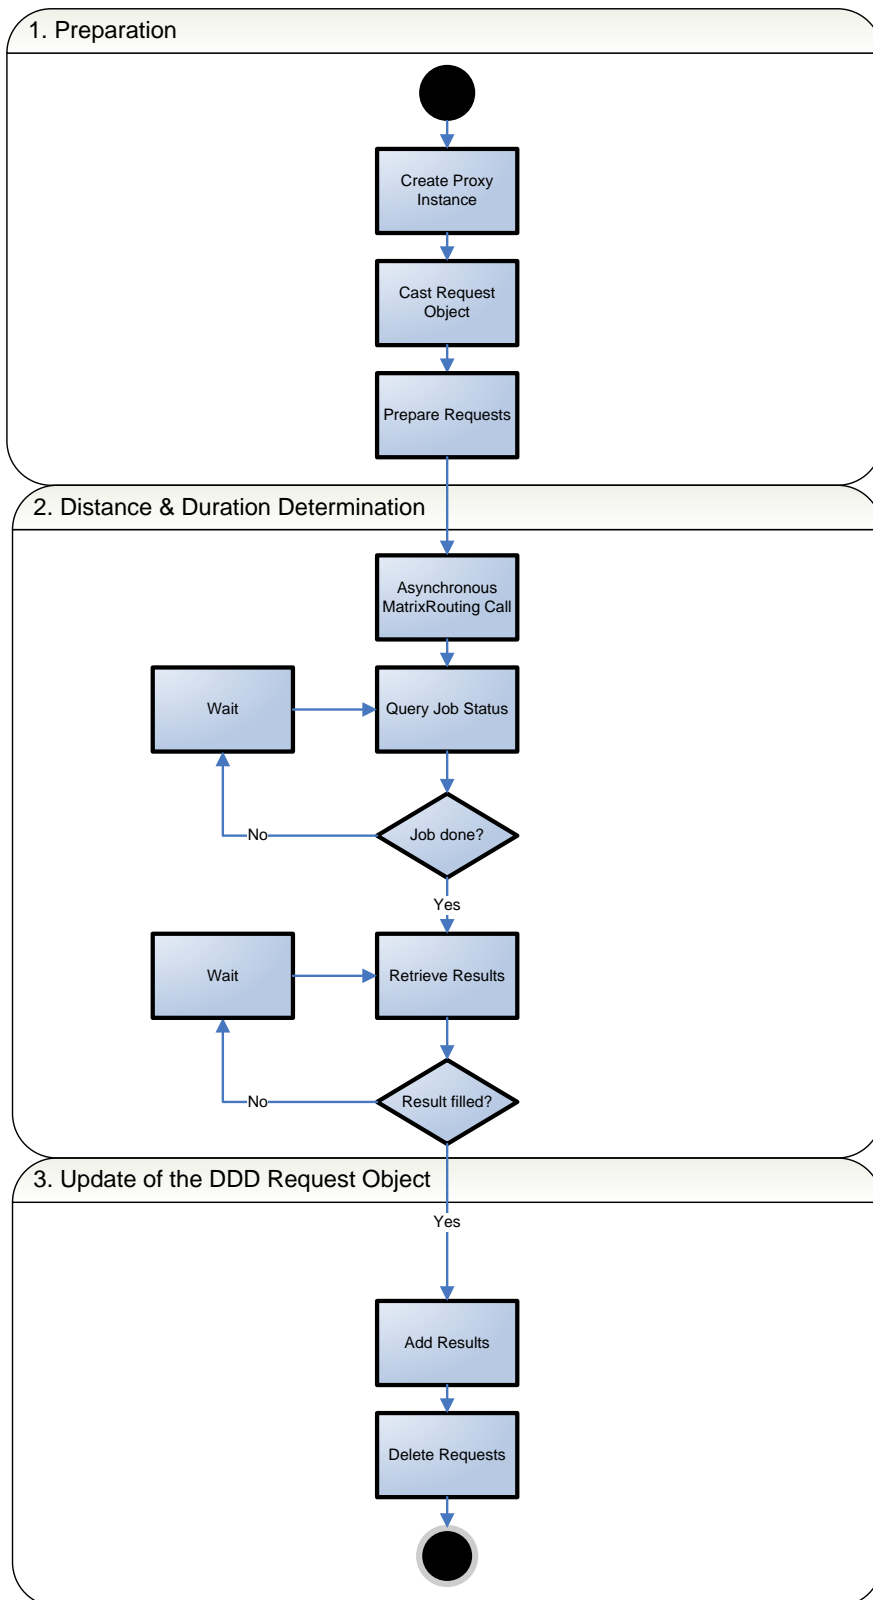 1. Preparation
Create Proxy
Instance
Cast Request
Object
Prepare Requests
2. Distance & Duration Determination
Asynchronous
MatrixRouting Call
Wait
Query Job Status
No
Job done?
Yes
Wait
Retrieve Results
No
Result filled?
3. Update of the DDD Request Object
Yes
Add Results
Delete Requests